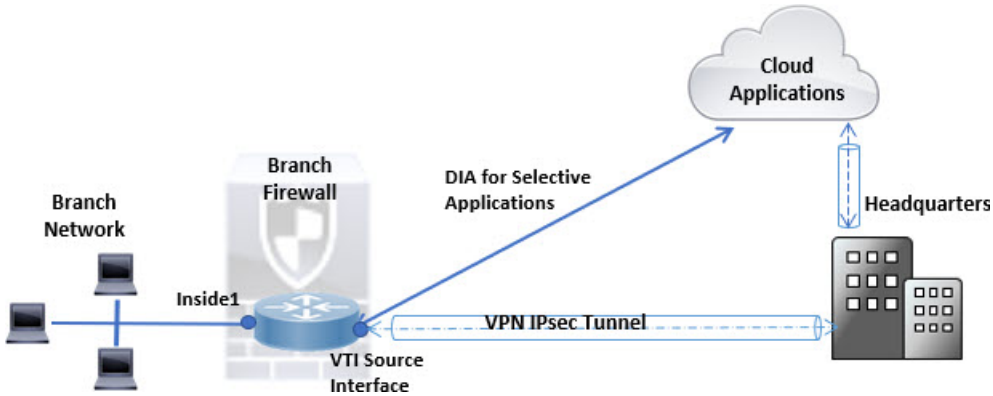 Cloud
Applications
Branch
Firewall
DIA for Selective
Applications
Branch
Network
Headquarters
Inside1
VPN IPsec Tunnel
VTI Source
Interface